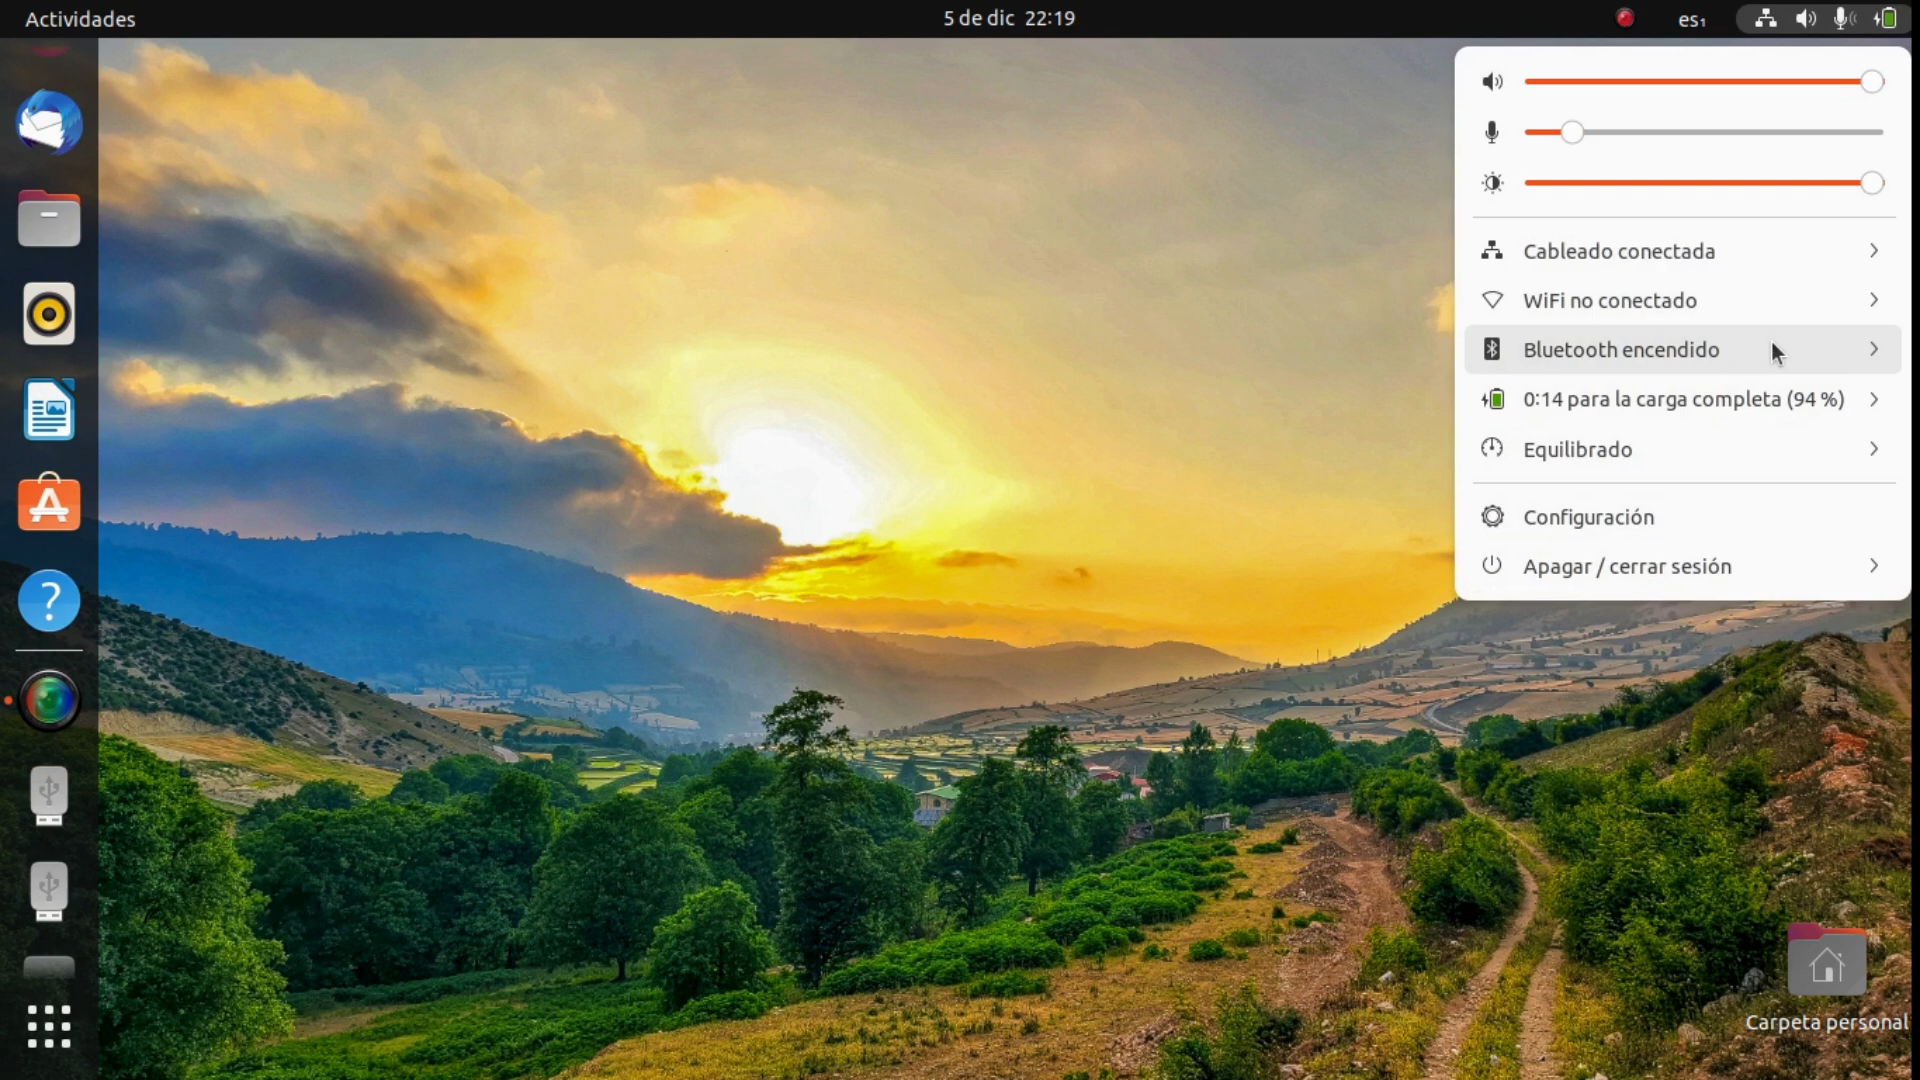 Actividades
5 de dic 22:19
es₁
Cableado conectada
WiFi no conectado
Bluetooth encendido
0:14 para la carga completa (94 %)
Equilibrado
Configuración
Apagar / cerrar sesión
Carpeta personal